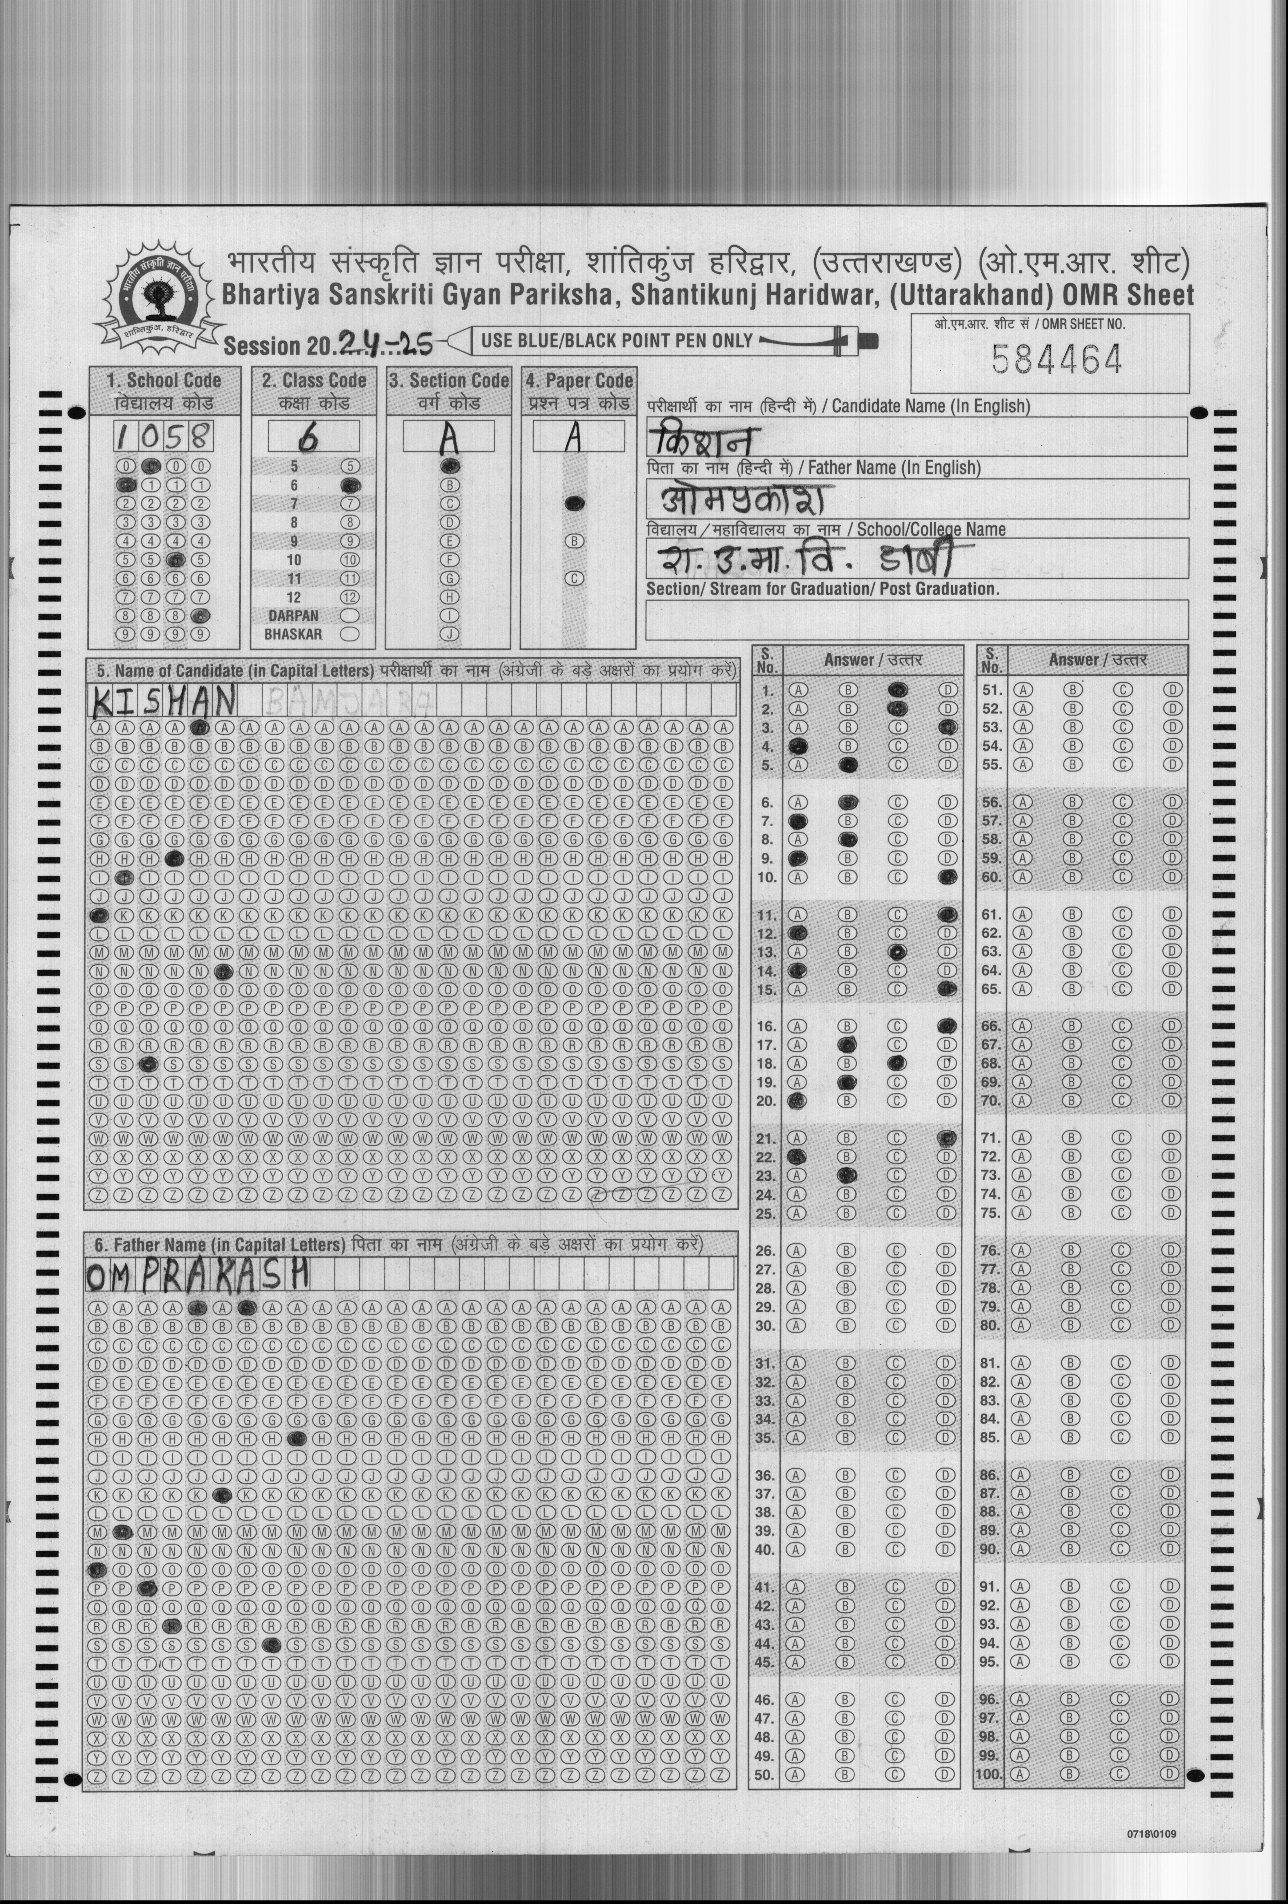 भारतीय संस्कृति ज्ञान परीक्षा, शांतिकुंज हरिद्वार, (उत्तराखण्ड) (ओ.एम.आर. शीट)
Bhartiya Sanskriti Gyan Pariksha, Shantikunj Haridwar, (Uttarakhand) OMR Sheet
Session 20.24-25
USE BLUE/BLACK POINT PEN ONLY
ओ.एम.आर. शीट सं / OMR SHEET NO.
584464
1. School Code
विद्यालय कोड
1058
2. Class Code
कक्षा कोड
6
5
6
7
8
9
10
11
12
DARPAN
BHASKAR
3. Section Code
वर्ग कोड
A
4. Paper Code
प्रश्न पत्र कोड
A
परीक्षार्थी का नाम (हिन्दी में) / Candidate Name (In English)
किशन
पिता का नाम (हिन्दी में) / Father Name (In English)
ओमप्रकाश
विद्यालय/महाविद्यालय का नाम / School/College Name
रा. उ.मा. वि. डाबी
Section/ Stream for Graduation/ Post Graduation.
5. Name of Candidate (in Capital Letters) परीक्षार्थी का नाम (अंग्रेजी के बड़े अक्षरों का प्रयोग करें)
KISHAN
6. Father Name (in Capital Letters) पिता का नाम (अंग्रेजी के बड़े अक्षरों का प्रयोग करें)
OMPRAKASH
S. No. Answer / उत्तर
S. No. Answer / उत्तर
0718\0109